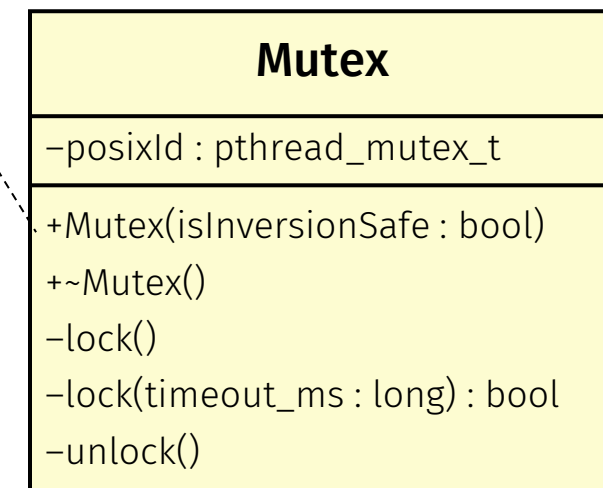 Mutex
–posixId : pthread_mutex_t
+Mutex(isInversionSafe : bool)
+~Mutex()
–lock()
–lock(timeout_ms : long) : bool
–unlock()